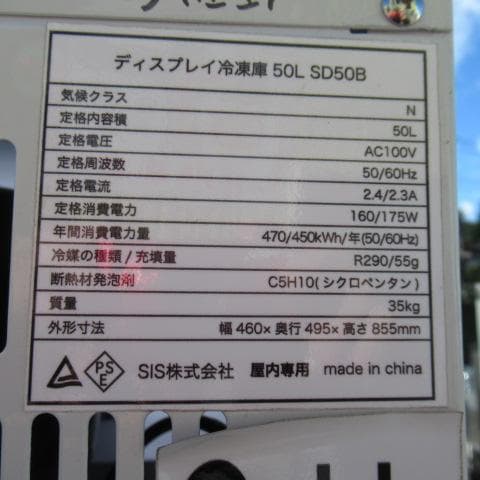 ディスプレイ冷凍庫 50L SD50B
気候クラス N
定格内容積 50L
定格電圧 AC100V
定格周波数 50/60Hz
定格電流 2.4/2.3A
定格消費電力 160/175W
年間消費電力量 470/450kWh/年(50/60Hz)
冷媒の種類 / 充填量 R290/55g
断熱材発泡剤 C5H10(シクロペンタン)
質量 35kg
外形寸法 幅 460× 奥行 495× 高さ 855mm
PSE SIS株式会社 屋内専用 made in china